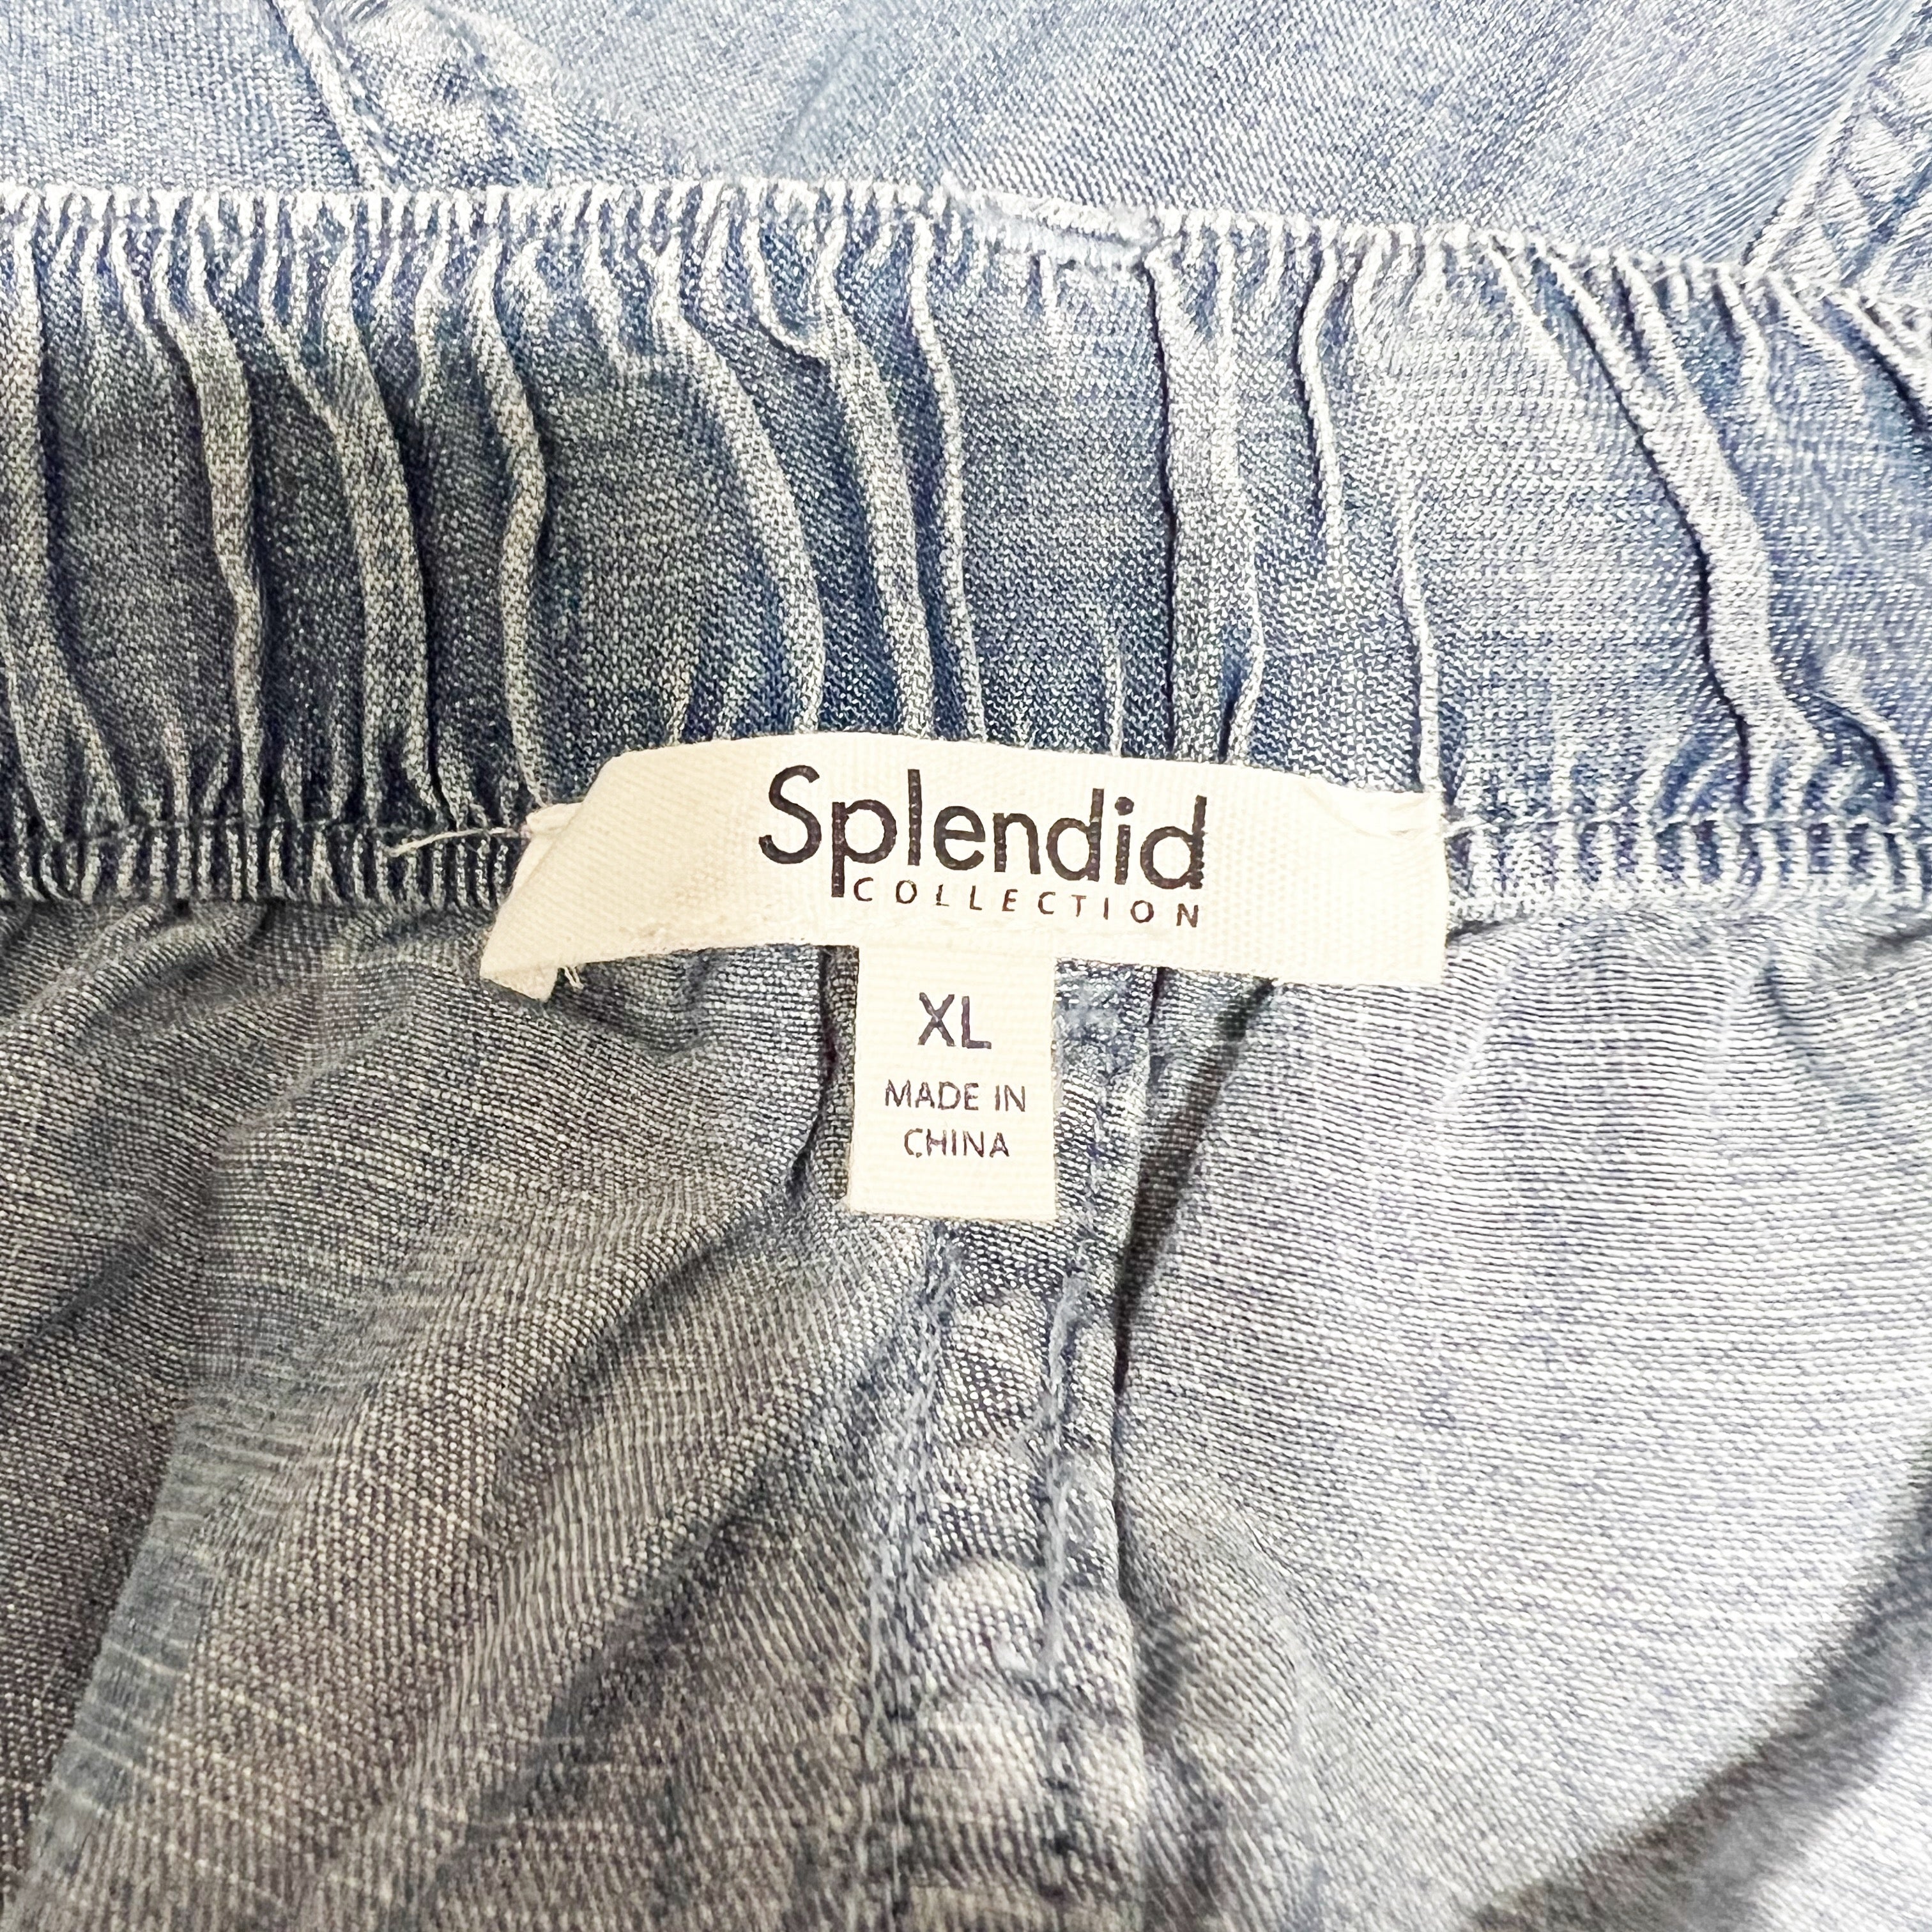 Splendid
COLLECTION
XL
MADE IN
CHINA